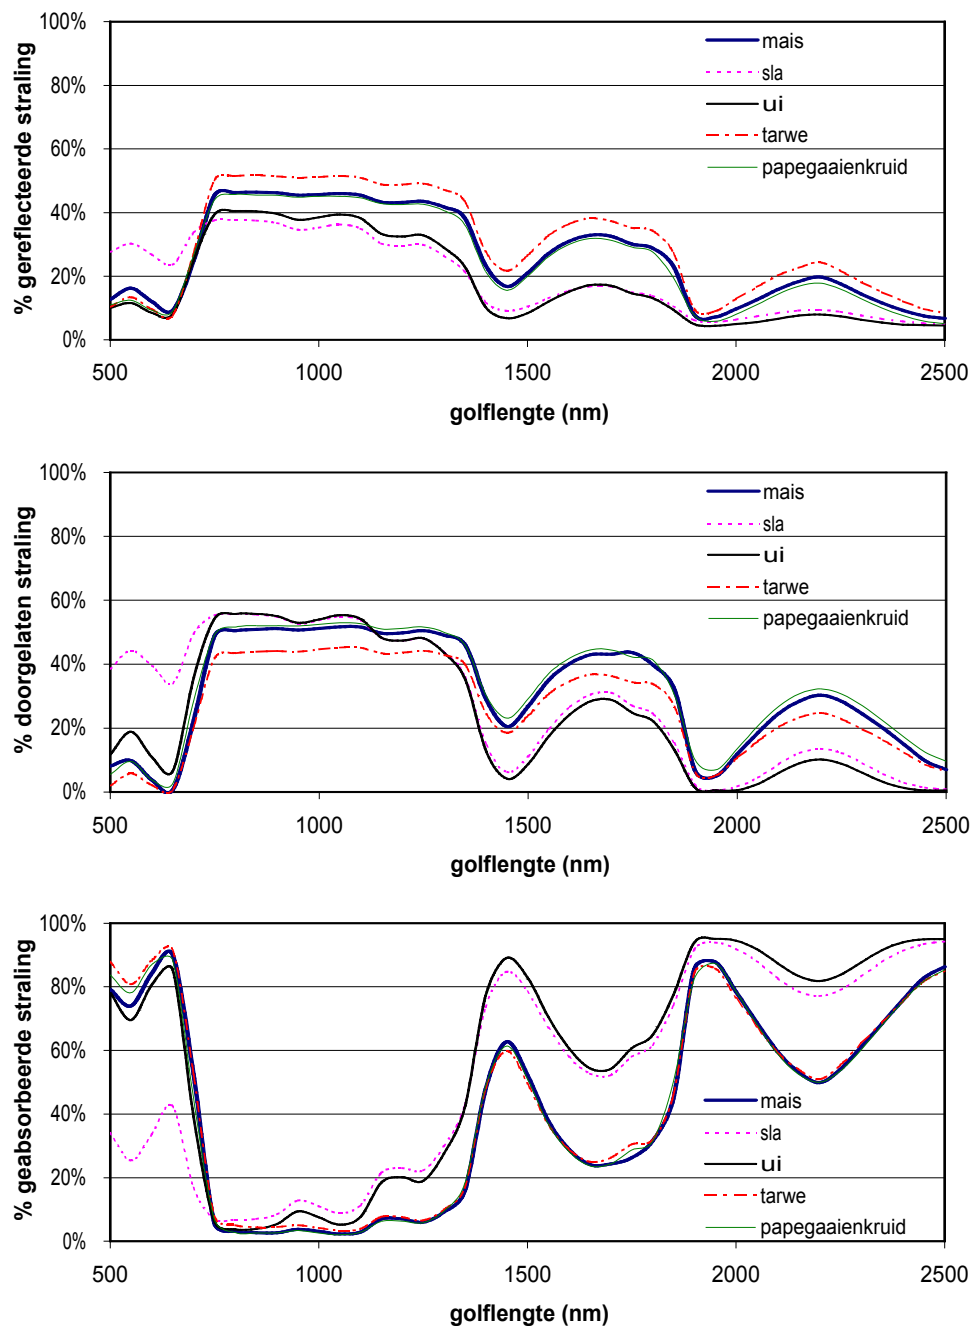 % gereflecteerde straling
100%
80%
60%
40%
20%
0%
mais
sla
ui
tarwe
papegaaienkruid
500 1000 1500 2000 2500
golflengte (nm)
% doorgelaten straling
100%
80%
60%
40%
20%
0%
mais
sla
ui
tarwe
papegaaienkruid
500 1000 1500 2000 2500
golflengte (nm)
% geabsorbeerde straling
100%
80%
60%
40%
20%
0%
mais
sla
ui
tarwe
papegaaienkruid
500 1000 1500 2000 2500
golflengte (nm)